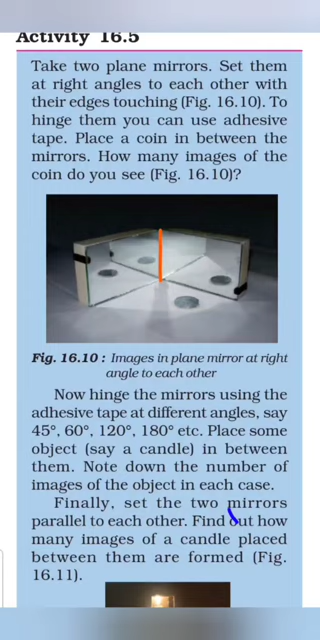 Activity 16.5
Take two plane mirrors. Set them
at right angles to each other with
their edges touching (Fig. 16.10). To
hinge them you can use adhesive
tape. Place a coin in between the
mirrors. How many images of the
coin do you see (Fig. 16.10)?
Fig. 16.10 : Images in plane mirror at right
angle to each other
Now hinge the mirrors using the
adhesive tape at different angles, say
45°, 60°, 120°, 180° etc. Place some
object (say a candle) in between
them. Note down the number of
images of the object in each case.
Finally, set the two mirrors
parallel to each other. Find out how
many images of a candle placed
between them are formed (Fig.
16.11).